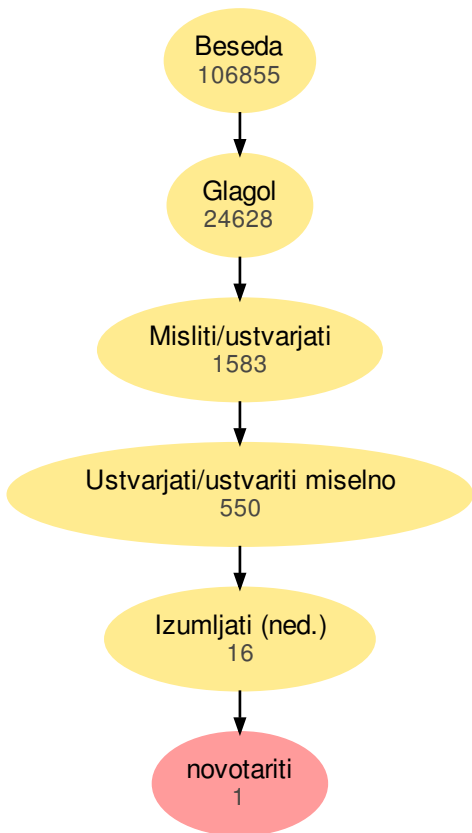 Beseda
106855
Glagol
24628
Misliti/ustvarjati
1583
Ustvarjati/ustvariti miselno
550
Izumljati (ned.)
16
novotariti
1